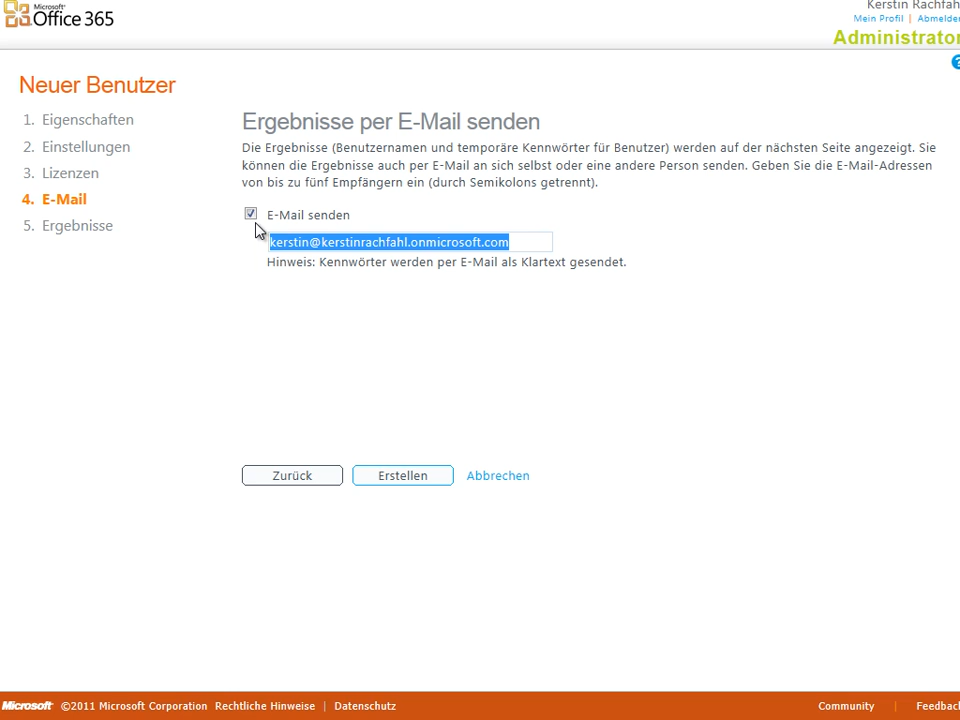 Microsoft®
Office 365
Kerstin Rachfah
Mein Profil | Abmelde
Administrator
Neuer Benutzer
1. Eigenschaften
2. Einstellungen
3. Lizenzen
4. E-Mail
5. Ergebnisse
Ergebnisse per E-Mail senden
Die Ergebnisse (Benutzernamen und temporäre Kennwörter für Benutzer) werden auf der nächsten Seite angezeigt. Sie
können die Ergebnisse auch per E-Mail an sich selbst oder eine andere Person senden. Geben Sie die E-Mail-Adressen
von bis zu fünf Empfängern ein (durch Semikolons getrennt).
E-Mail senden
kerstin@kerstinrachfahl.onmicrosoft.com
Hinweis: Kennwörter werden per E-Mail als Klartext gesendet.
Zurück Erstellen Abbrechen
Microsoft ©2011 Microsoft Corporation Rechtliche Hinweise | Datenschutz Community | Feedbac